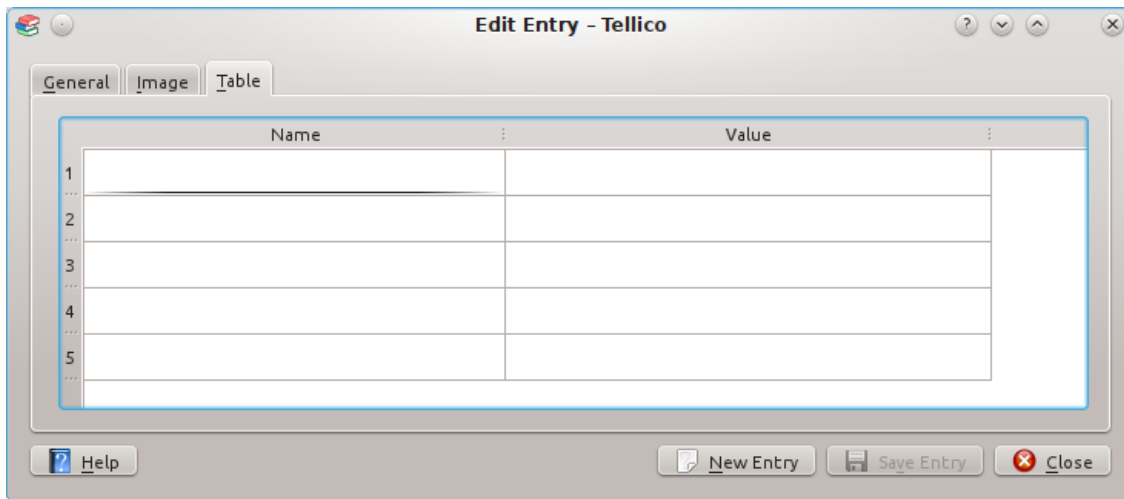 Edit Entry – Tellico
General Image Table
Name Value
1
2
3
4
5
Help New Entry Save Entry Close